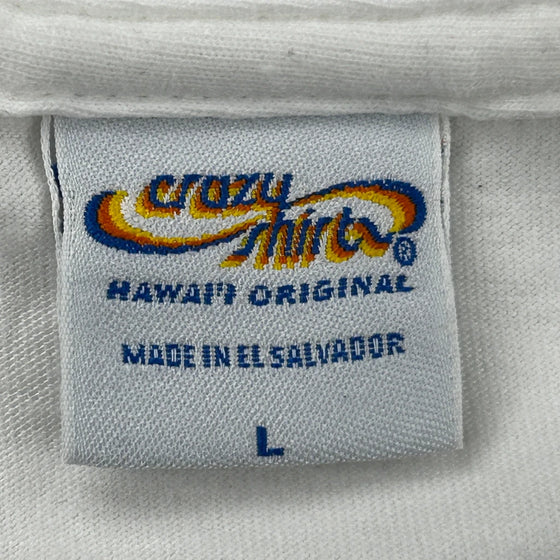 crazy
shirts®
HAWAI'I ORIGINAL
MADE IN EL SALVADOR
L